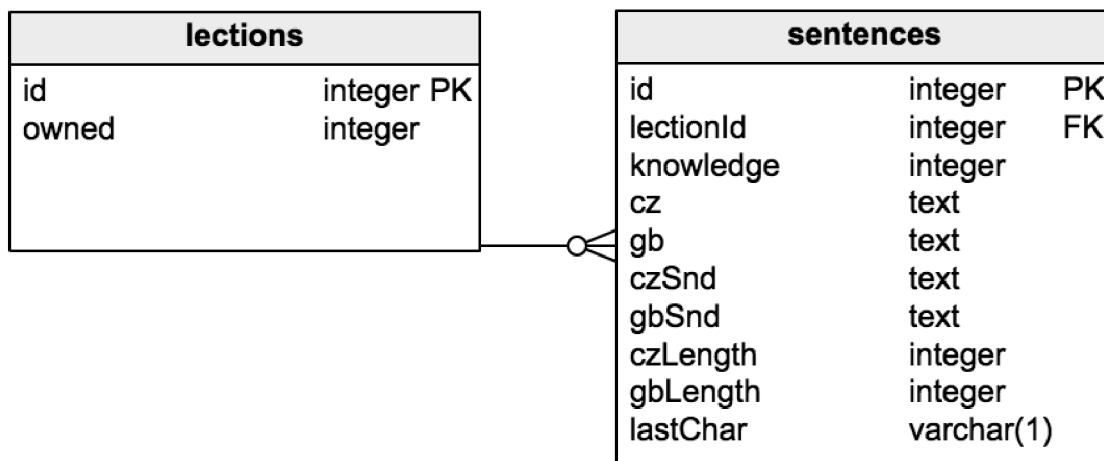 lections
id integer PK
owned integer
sentences
id integer PK
lectionId integer FK
knowledge integer
cz text
gb text
czSnd text
gbSnd text
czLength integer
gbLength integer
lastChar varchar(1)